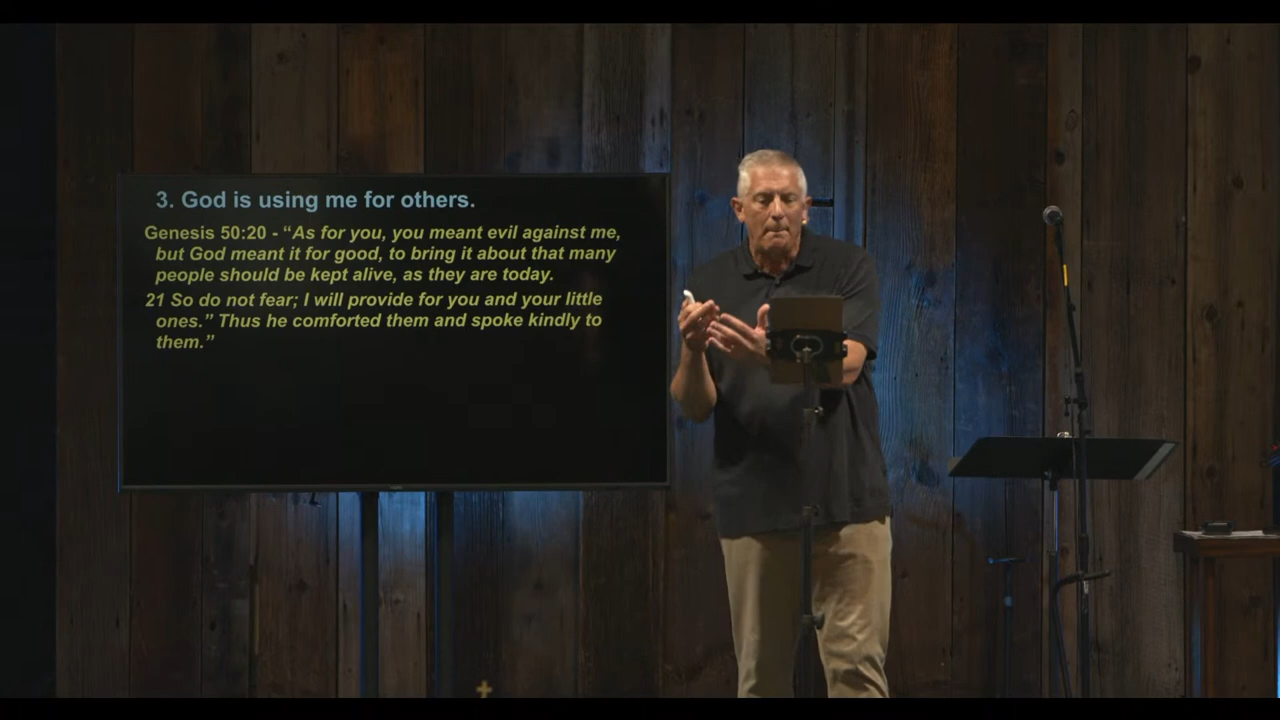 3. God is using me for others.
Genesis 50:20 - “As for you, you meant evil against me,
but God meant it for good, to bring it about that many
people should be kept alive, as they are today.
21 So do not fear; I will provide for you and your little
ones.” Thus he comforted them and spoke kindly to
them.”